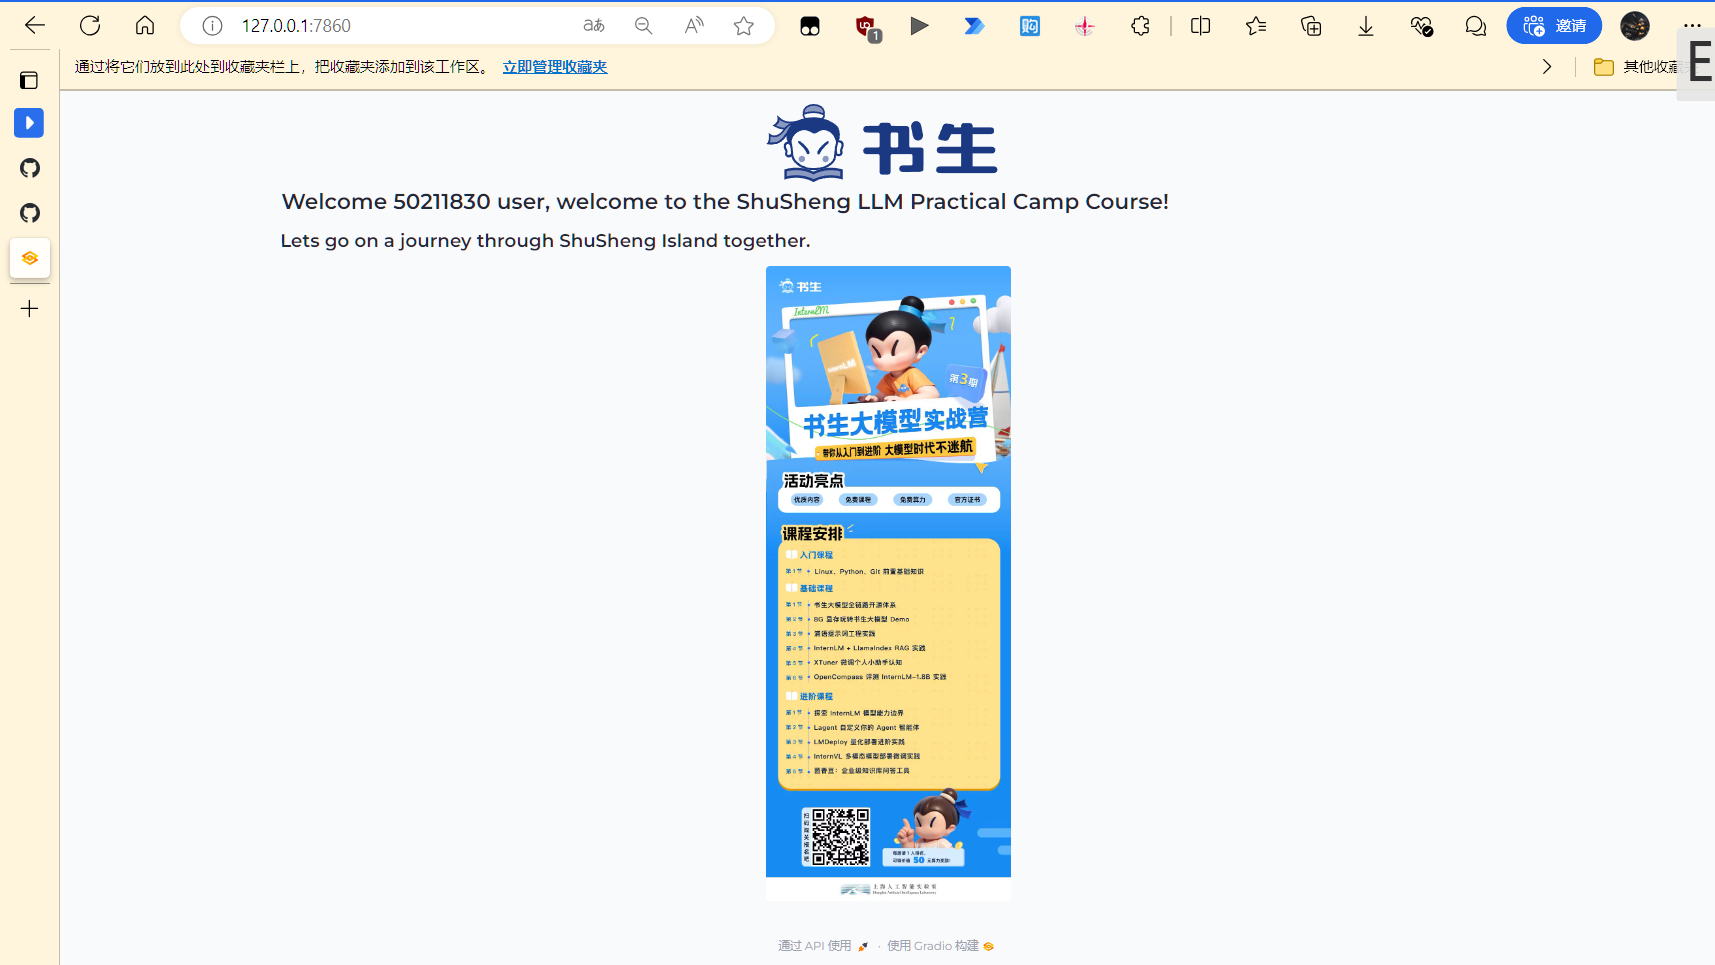 127.0.0.1:7860
aあ
A
1
邀请
通过将它们放到此处到收藏夹栏上，把收藏夹添加到该工作区。 立即管理收藏夹
其他收藏
E
书生
Welcome 50211830 user, welcome to the ShuSheng LLM Practical Camp Course!
Lets go on a journey through ShuSheng Island together.
书生
InternLM
InternLM
第3期
书生大模型实战营
带你从入门到进阶 大模型时代不迷航
活动亮点
优质内容 免费课程 免费算力 官方证书
课程安排
入门课程
第1节 Linux、Python、Git 前置基础知识
基础课程
第1节 书生大模型全链路开源体系
第2节 8G 显存玩转书生大模型 Demo
第3节 浦语提示词工程实践
第4节 InternLM + LlamaIndex RAG 实践
第5节 XTuner 微调个人小助手认知
第6节 OpenCompass 评测 InternLM-1.8B 实践
进阶课程
第1节 探索 InternLM 模型能力边界
第2节 Lagent 自定义你的 Agent 智能体
第3节 LMDeploy 量化部署进阶实践
第4节 InternVL 多模态模型部署微调实践
第5节 茴香豆：企业级知识库问答工具
50
上海人工智能实验室
Shanghai Artificial Intelligence Laboratory
通过 API 使用 · 使用 Gradio 构建